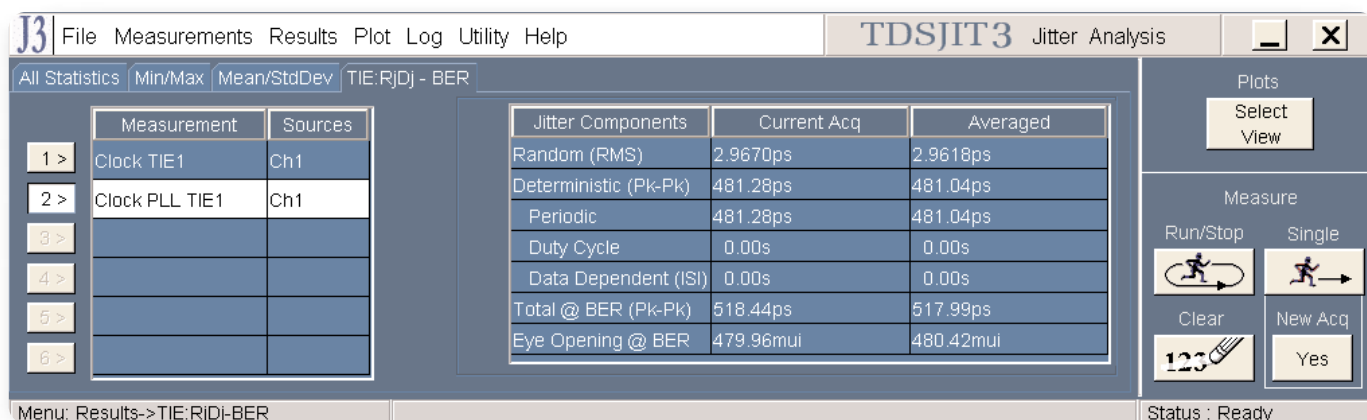 J3 File Measurements Results Plot Log Utility Help TDSJIT3 Jitter Analysis
All Statistics Min/Max Mean/StdDev TIE:RjDj - BER
Measurement Sources
1 > Clock TIE1 Ch1
2 > Clock PLL TIE1 Ch1
3 >
4 >
5 >
6 >
Jitter Components Current Acq Averaged
Random (RMS) 2.9670ps 2.9618ps
Deterministic (Pk-Pk) 481.28ps 481.04ps
Periodic 481.28ps 481.04ps
Duty Cycle 0.00s 0.00s
Data Dependent (ISI) 0.00s 0.00s
Total @ BER (Pk-Pk) 518.44ps 517.99ps
Eye Opening @ BER 479.96mui 480.42mui
Plots
Select
View
Measure
Run/Stop Single
Clear New Acq
123 Yes
Menu: Results->TIE:RjDj-BER Status : Ready